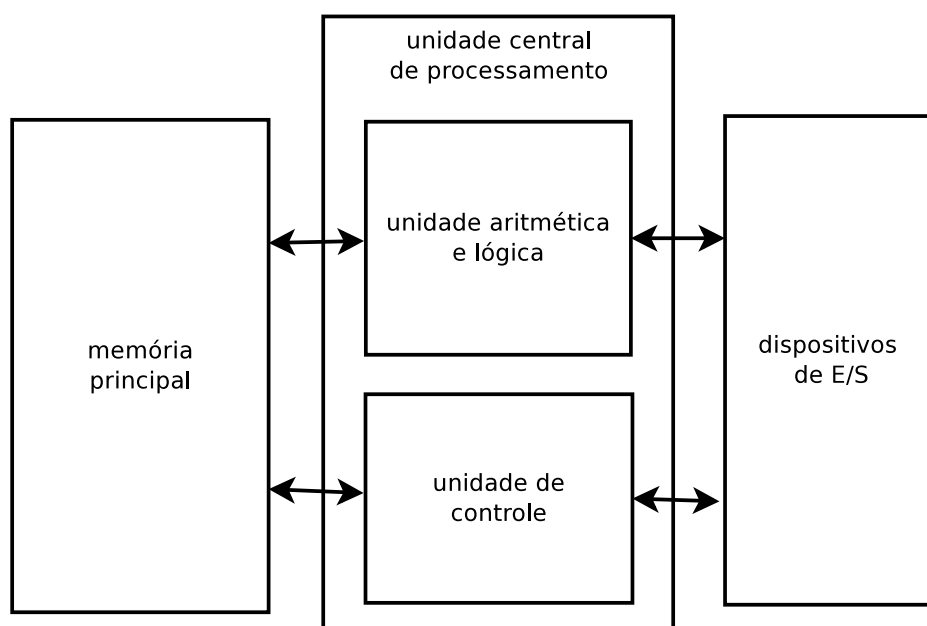 unidade central
de processamento
unidade aritmética
e lógica
memória
principal
dispositivos
de E/S
unidade de
controle